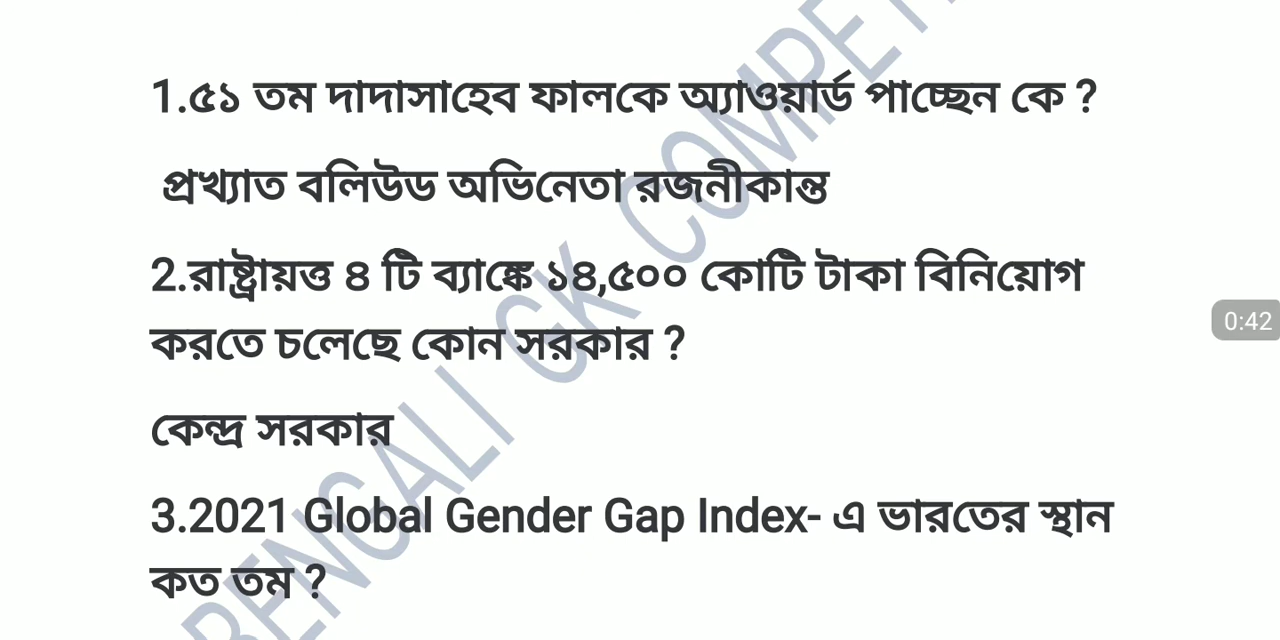 1.৫১ তম দাদাসাহেব ফালকে অ্যাওয়ার্ড পাচ্ছেন কে ?
প্রখ্যাত বলিউড অভিনেতা রজনীকান্ত
2.রাষ্ট্রায়ত্ত ৪ টি ব্যাঙ্কে ১৪,৫০০ কোটি টাকা বিনিয়োগ
করতে চলেছে কোন সরকার ?
0:42
কেন্দ্র সরকার
3.2021 Global Gender Gap Index- এ ভারতের স্থান
কত তম ?
BENGALI GK COMPET